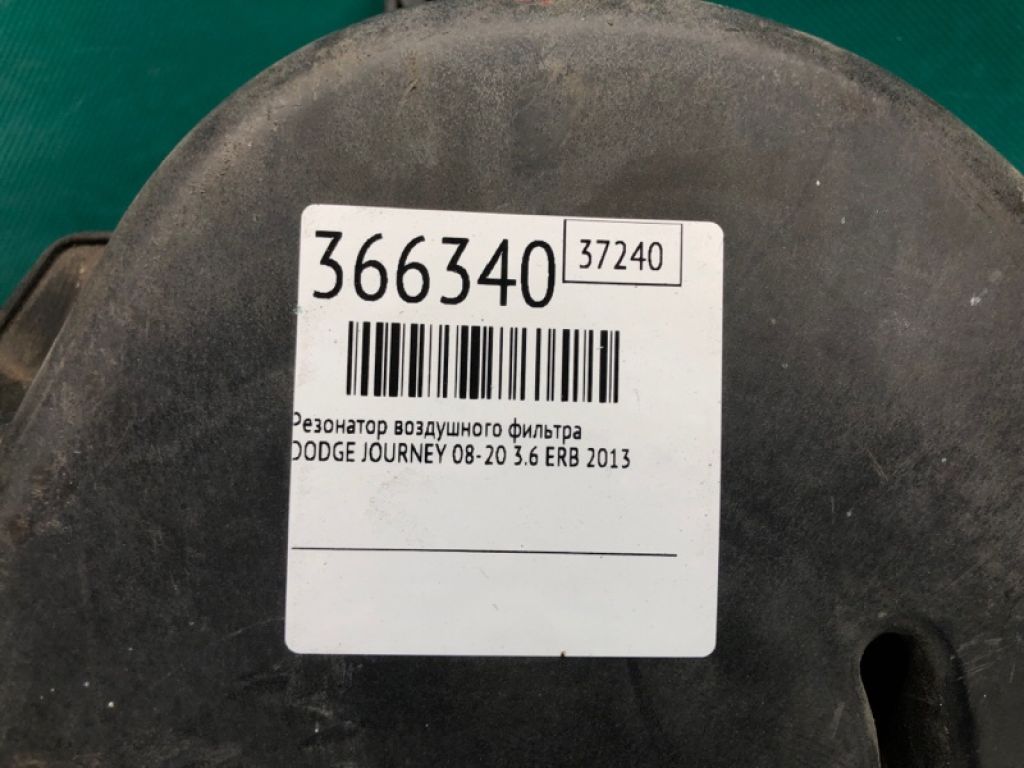 366340
37240
Резонатор воздушного фильтра
DODGE JOURNEY 08-20 3.6 ERB 2013